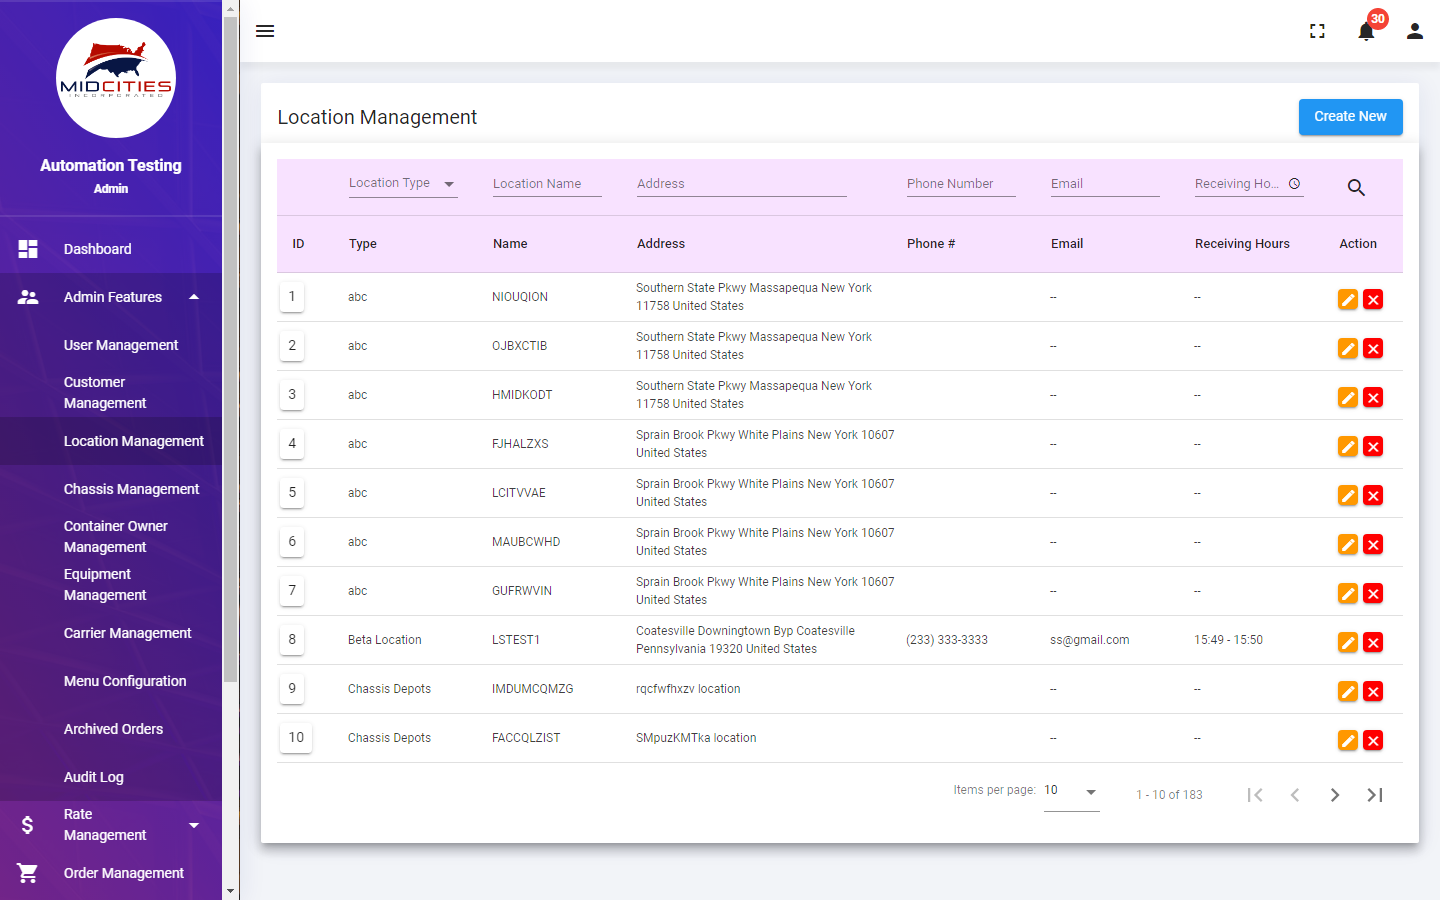 MIDCITIES
INCORPORATED
Automation Testing
Admin
Dashboard
Admin Features
User Management
Customer
Management
Location Management
Chassis Management
Container Owner
Management
Equipment
Management
Carrier Management
Menu Configuration
Archived Orders
Audit Log
Rate
Management
Order Management
30
Location Management
Create New
Location Type Location Name Address Phone Number Email Receiving Ho...
ID Type Name Address Phone # Email Receiving Hours Action
1 abc NIOUQION Southern State Pkwy Massapequa New York -- --
11758 United States
2 abc OJBXCTIB Southern State Pkwy Massapequa New York -- --
11758 United States
3 abc HMIDKODT Southern State Pkwy Massapequa New York -- --
11758 United States
4 abc FJHALZXS Sprain Brook Pkwy White Plains New York 10607 -- --
United States
5 abc LCITVVAE Sprain Brook Pkwy White Plains New York 10607 -- --
United States
6 abc MAUBCWHD Sprain Brook Pkwy White Plains New York 10607 -- --
United States
7 abc GUFRWVIN Sprain Brook Pkwy White Plains New York 10607 -- --
United States
8 Beta Location LSTEST1 Coatesville Downingtown Byp Coatesville (233) 333-3333 ss@gmail.com 15:49 - 15:50
Pennsylvania 19320 United States
9 Chassis Depots IMDUMCQMZG rqcfwfhxzv location -- --
10 Chassis Depots FACCQLZIST SMpuzKMTka location -- --
Items per page: 10 1 - 10 of 183